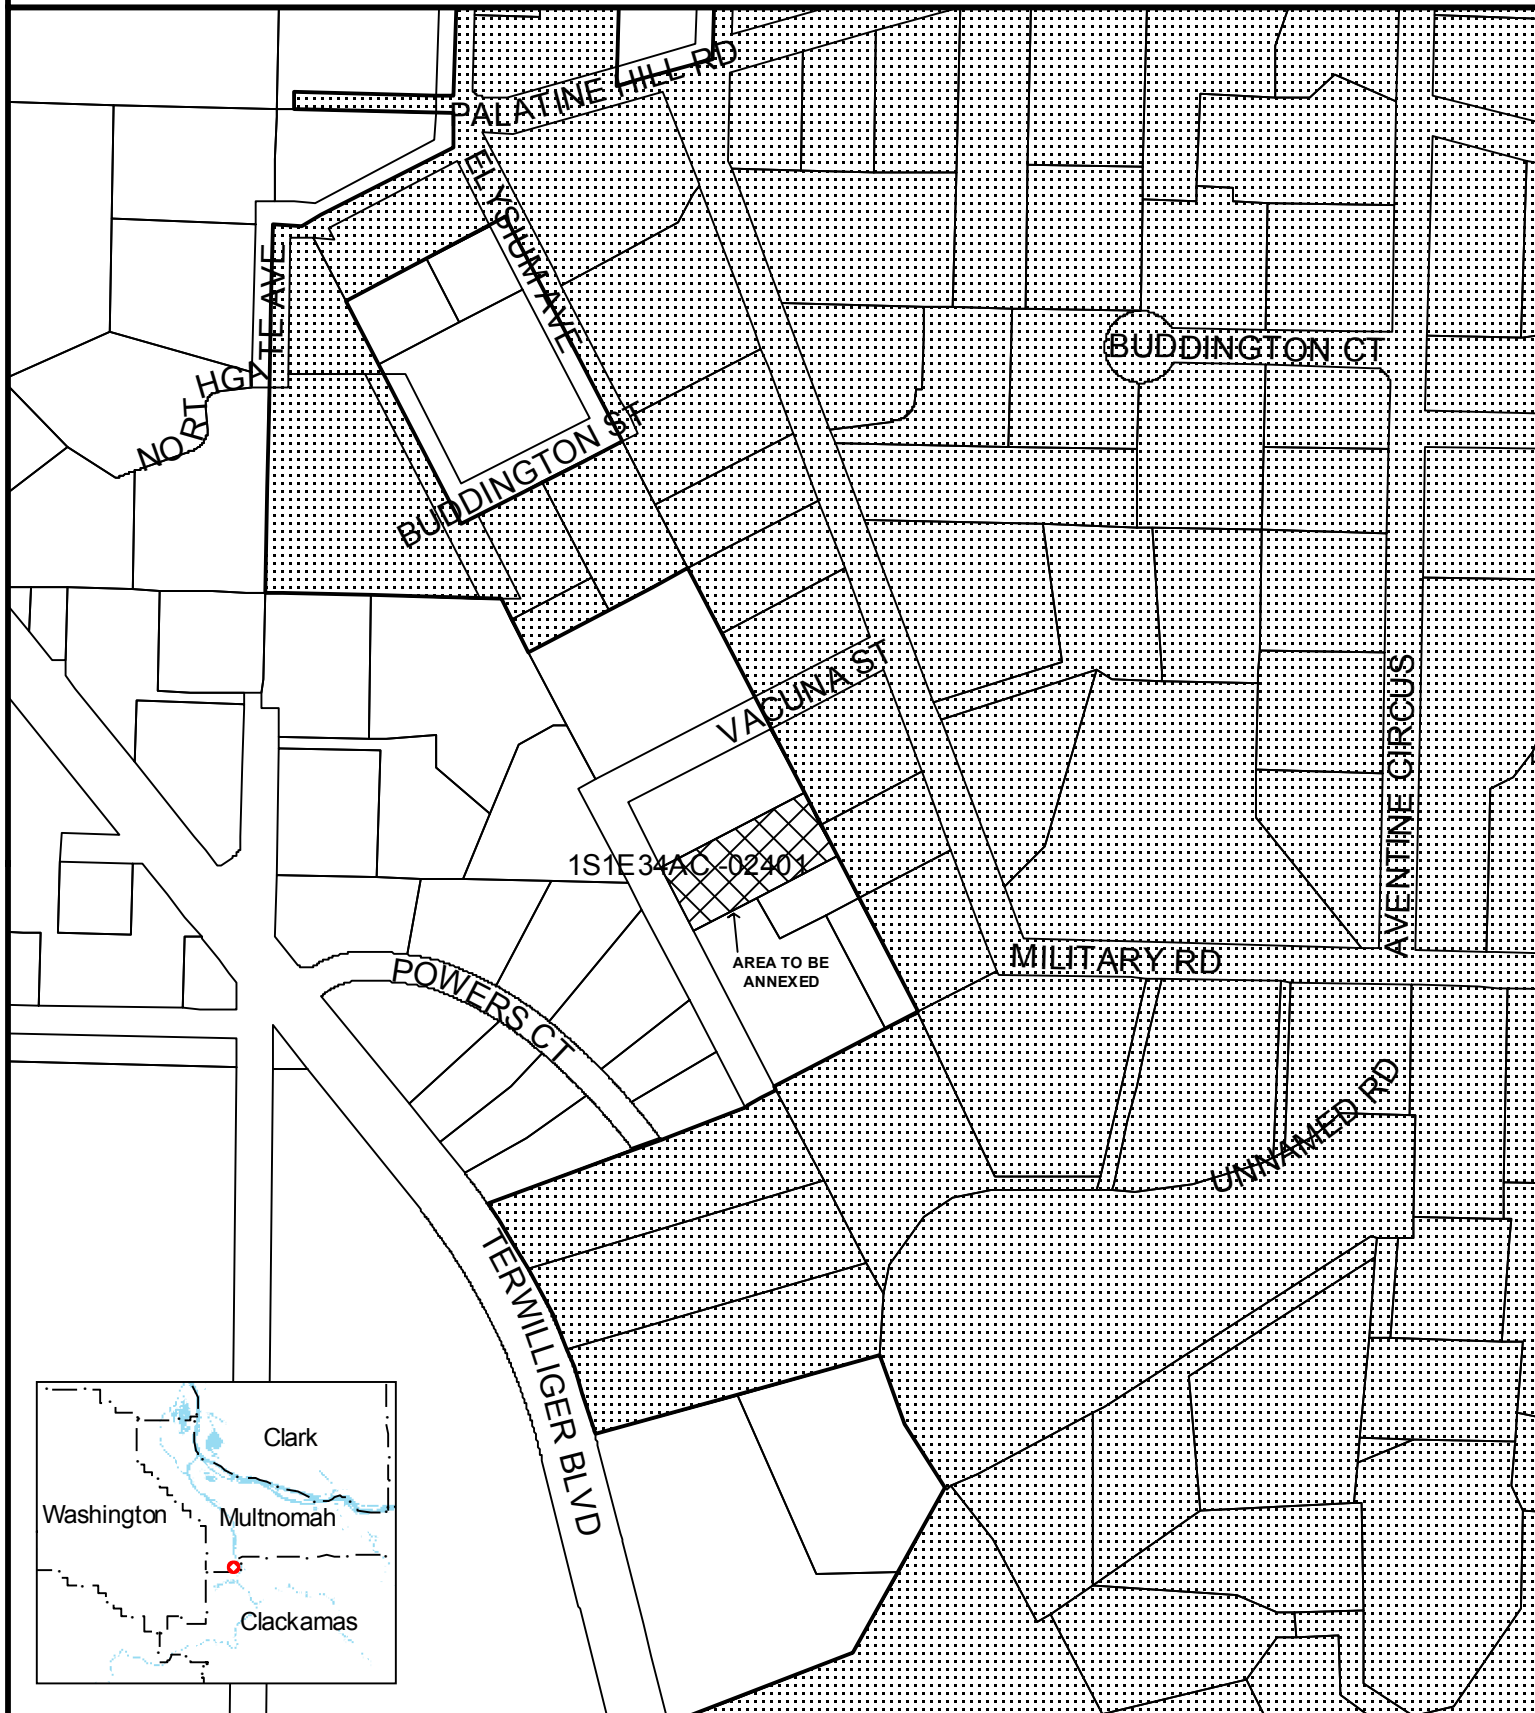 PALATINE HILL RD
ELYSIUM AVE
NORTHGATE AVE
BUDDINGTON CT
BUDDINGTON ST
VACUNA ST
AVENTINE CIRCUS
1S1E34AC -02401
AREA TO BE
ANNEXED
MILITARY RD
POWERS CT
UNNAMED RD
TERWILLIGER BLVD
Clark
Washington
Multnomah
Clackamas